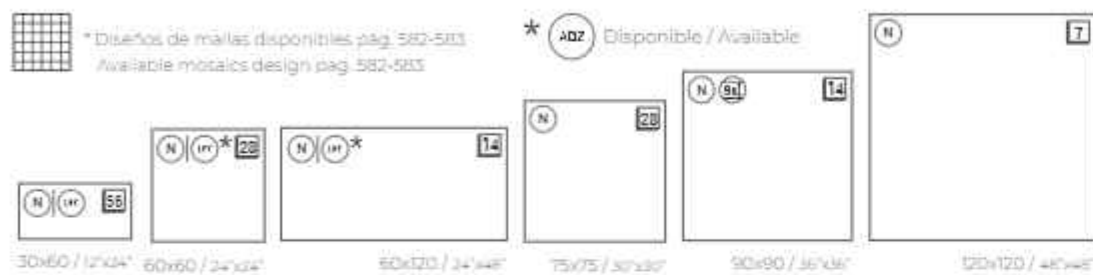 * Diseños de mallas disponibles pág. 582-583
Available mosaics design pag. 582-583
* ADZ Disponible / Available
N 7
N 14
N 28
N * 28
N * 14
N 56
30x60 / 12"x24"
60x60 / 24"x24"
60x120 / 24"x48"
75x75 / 30"x30"
90x90 / 36"x36"
120x120 / 48"x48"